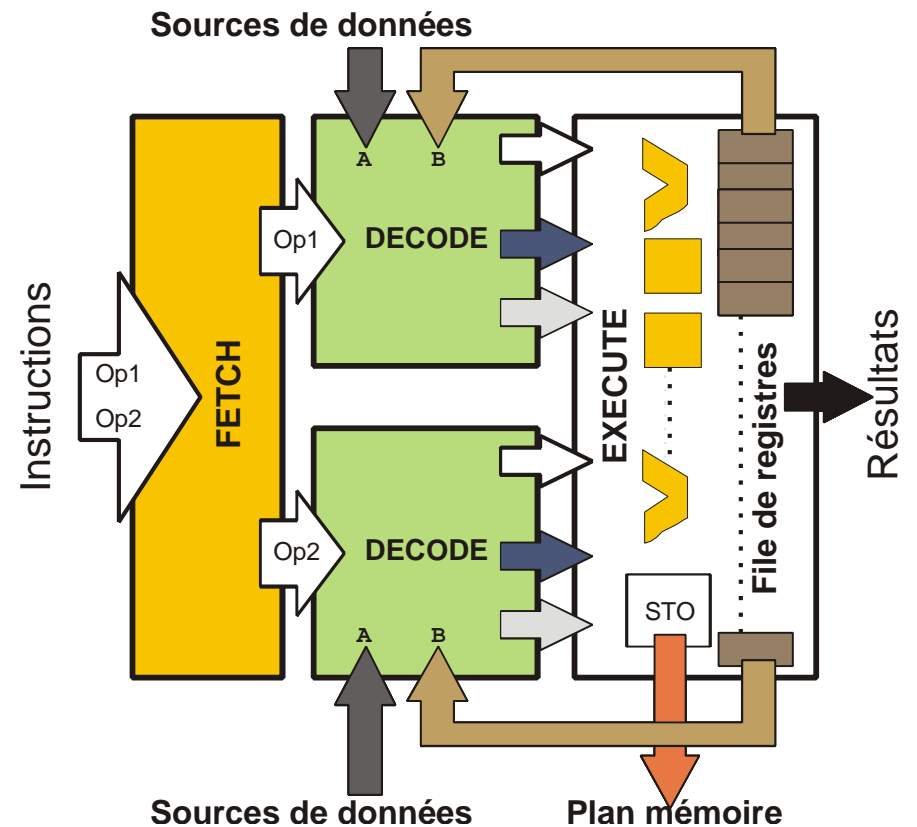 Sources de données
A
B
Op1
DECODE
Instructions
Op1
Op2
FETCH
EXECUTE
File de registres
Résultats
Op2
DECODE
STO
A
B
Sources de données
Plan mémoire